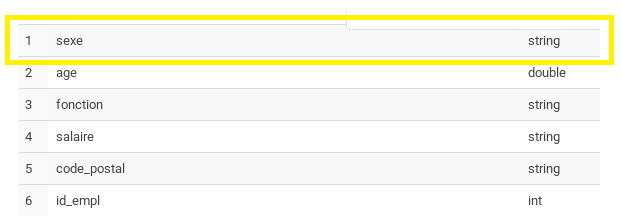 1 sexe string
2 age double
3 fonction string
4 salaire string
5 code_postal string
6 id_empl int